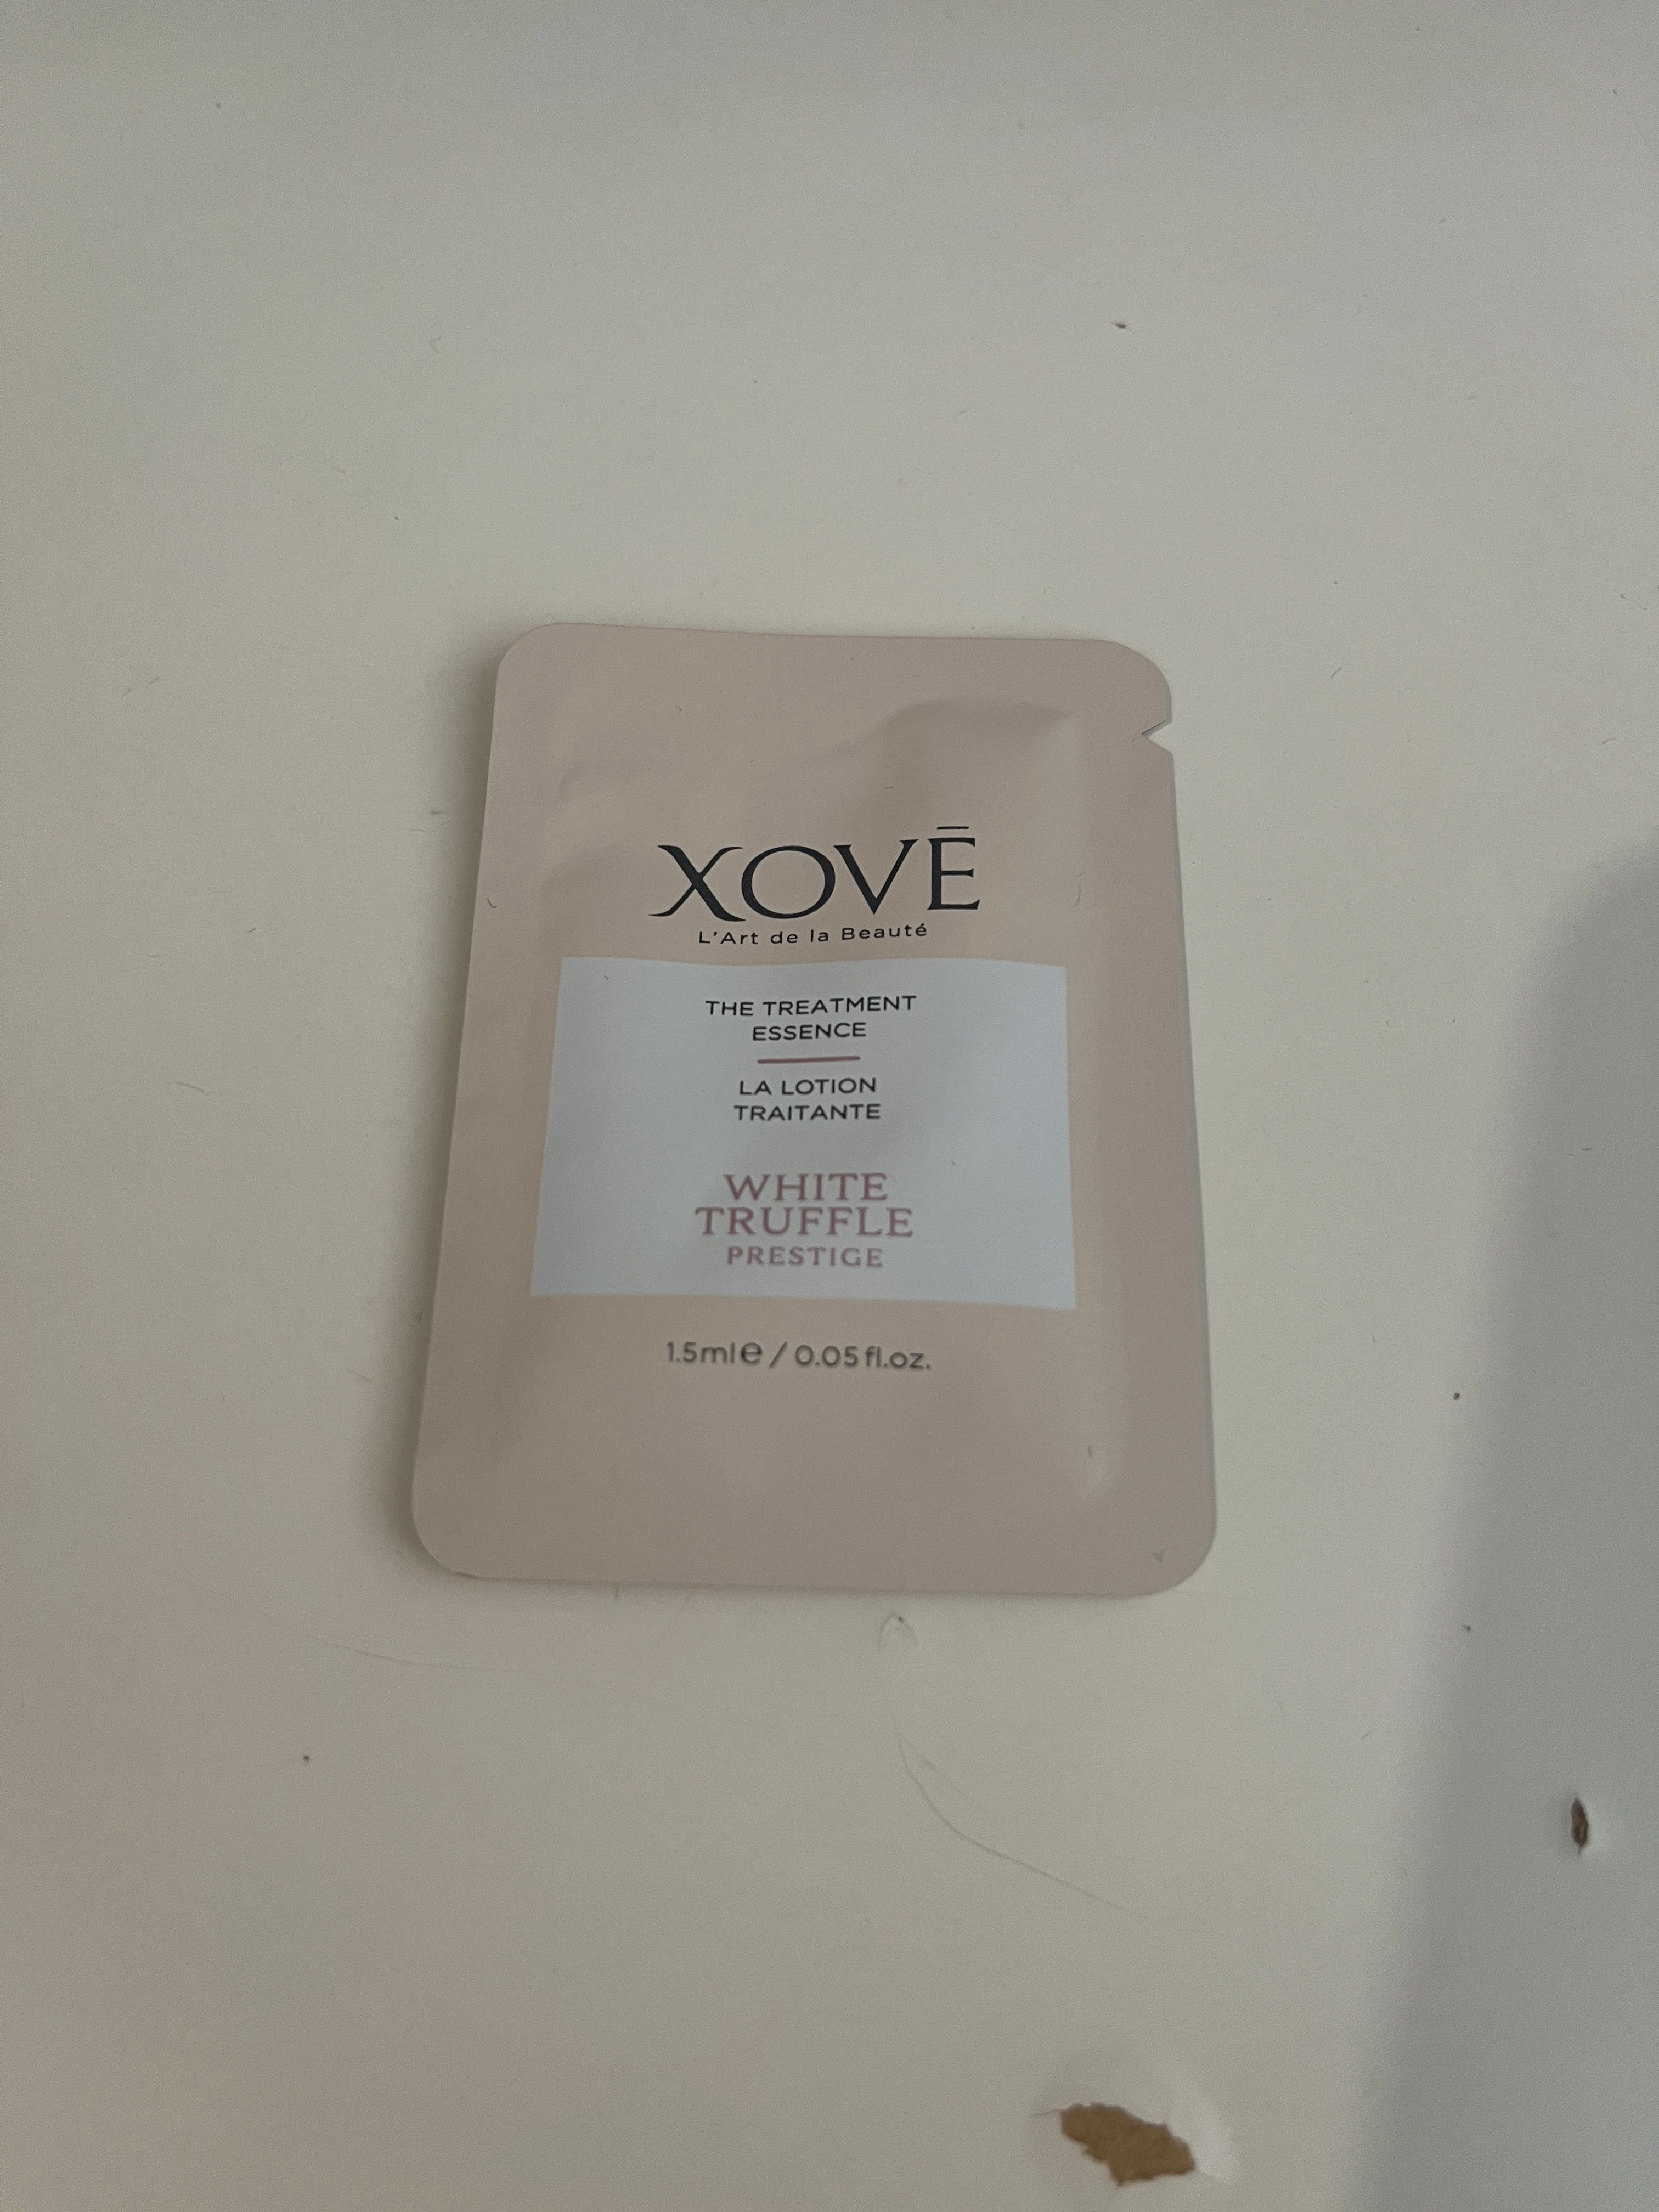 XOVĒ
L'Art de la Beauté
THE TREATMENT
ESSENCE
LA LOTION
TRAITANTE
WHITE
TRUFFLE
PRESTIGE
1.5ml℮ / 0.05 fl.oz.